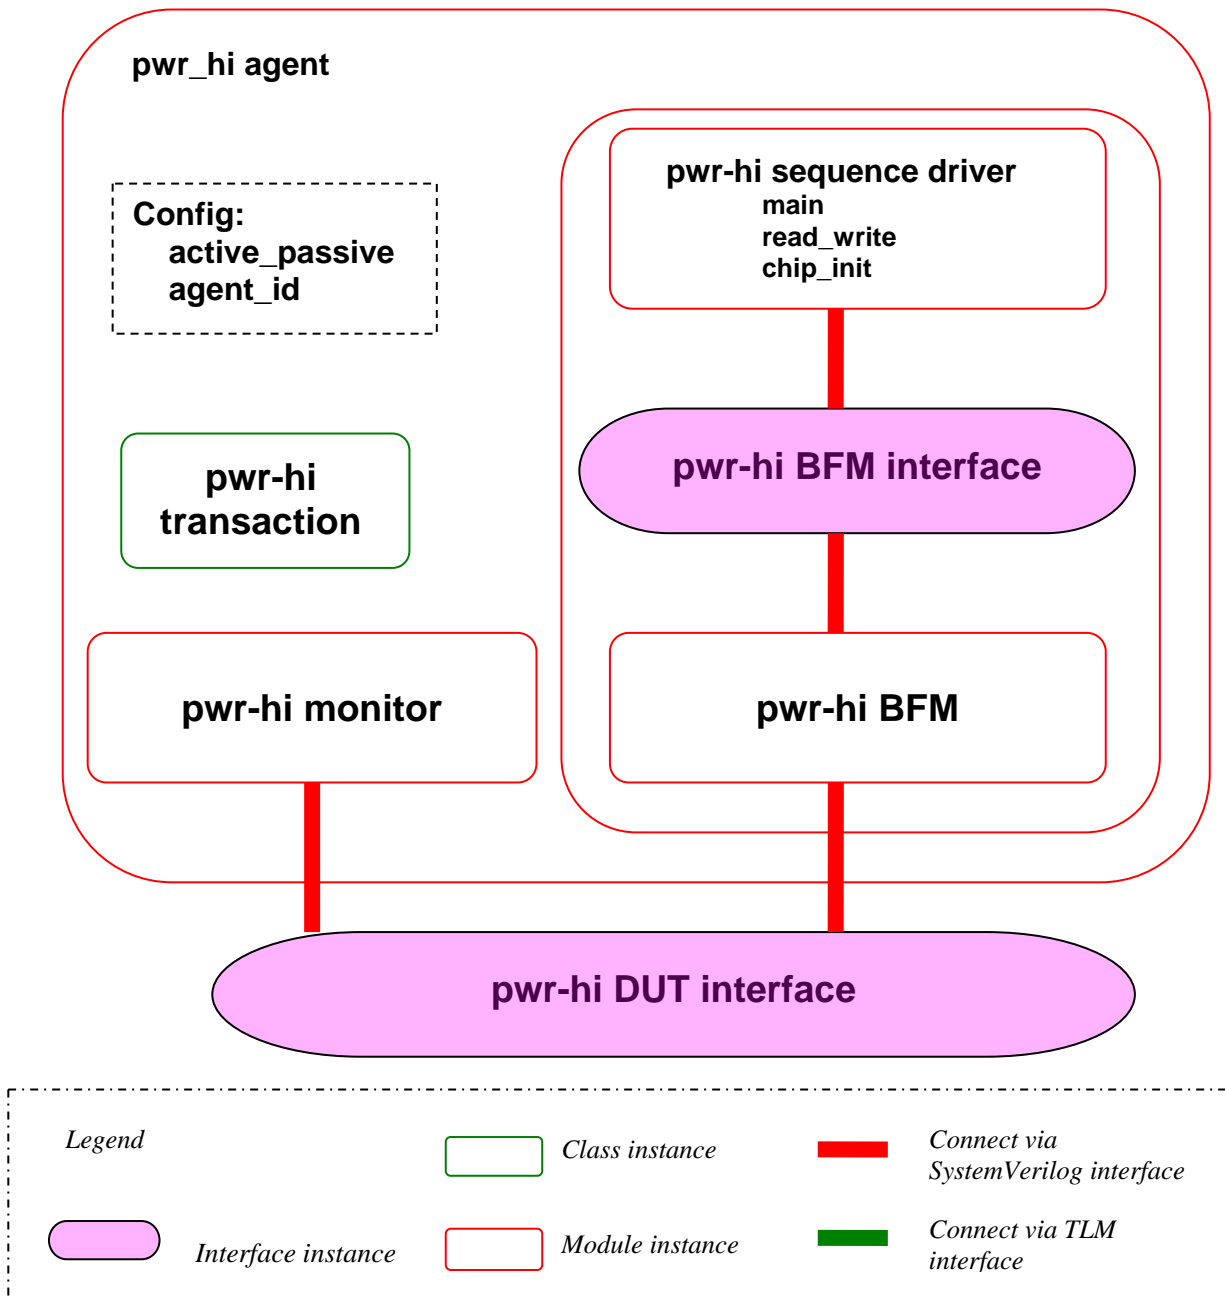 pwr_hi agent
Config:
active_passive
agent_id
pwr-hi sequence driver
main
read_write
chip_init
pwr-hi BFM interface
pwr-hi
transaction
pwr-hi monitor
pwr-hi BFM
pwr-hi DUT interface
Legend
Class instance
Connect via
SystemVerilog interface
Interface instance
Module instance
Connect via TLM
interface